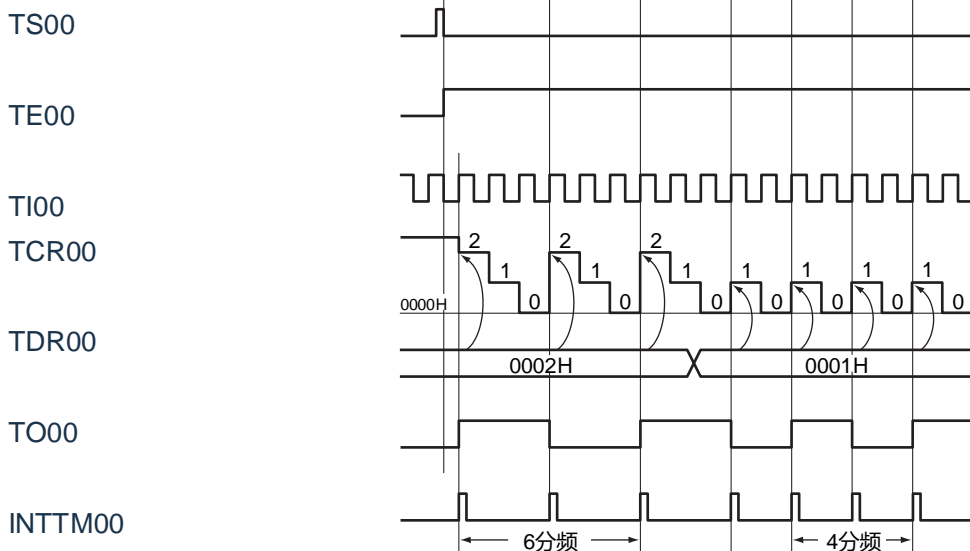 TS00
TE00
TI00
TCR00
2 2 2
1 1 1 1 1 1 1
0000H 0 0 0 0 0 0 0
TDR00
0002H 0001H
TO00
INTTM00
6分频 4分频